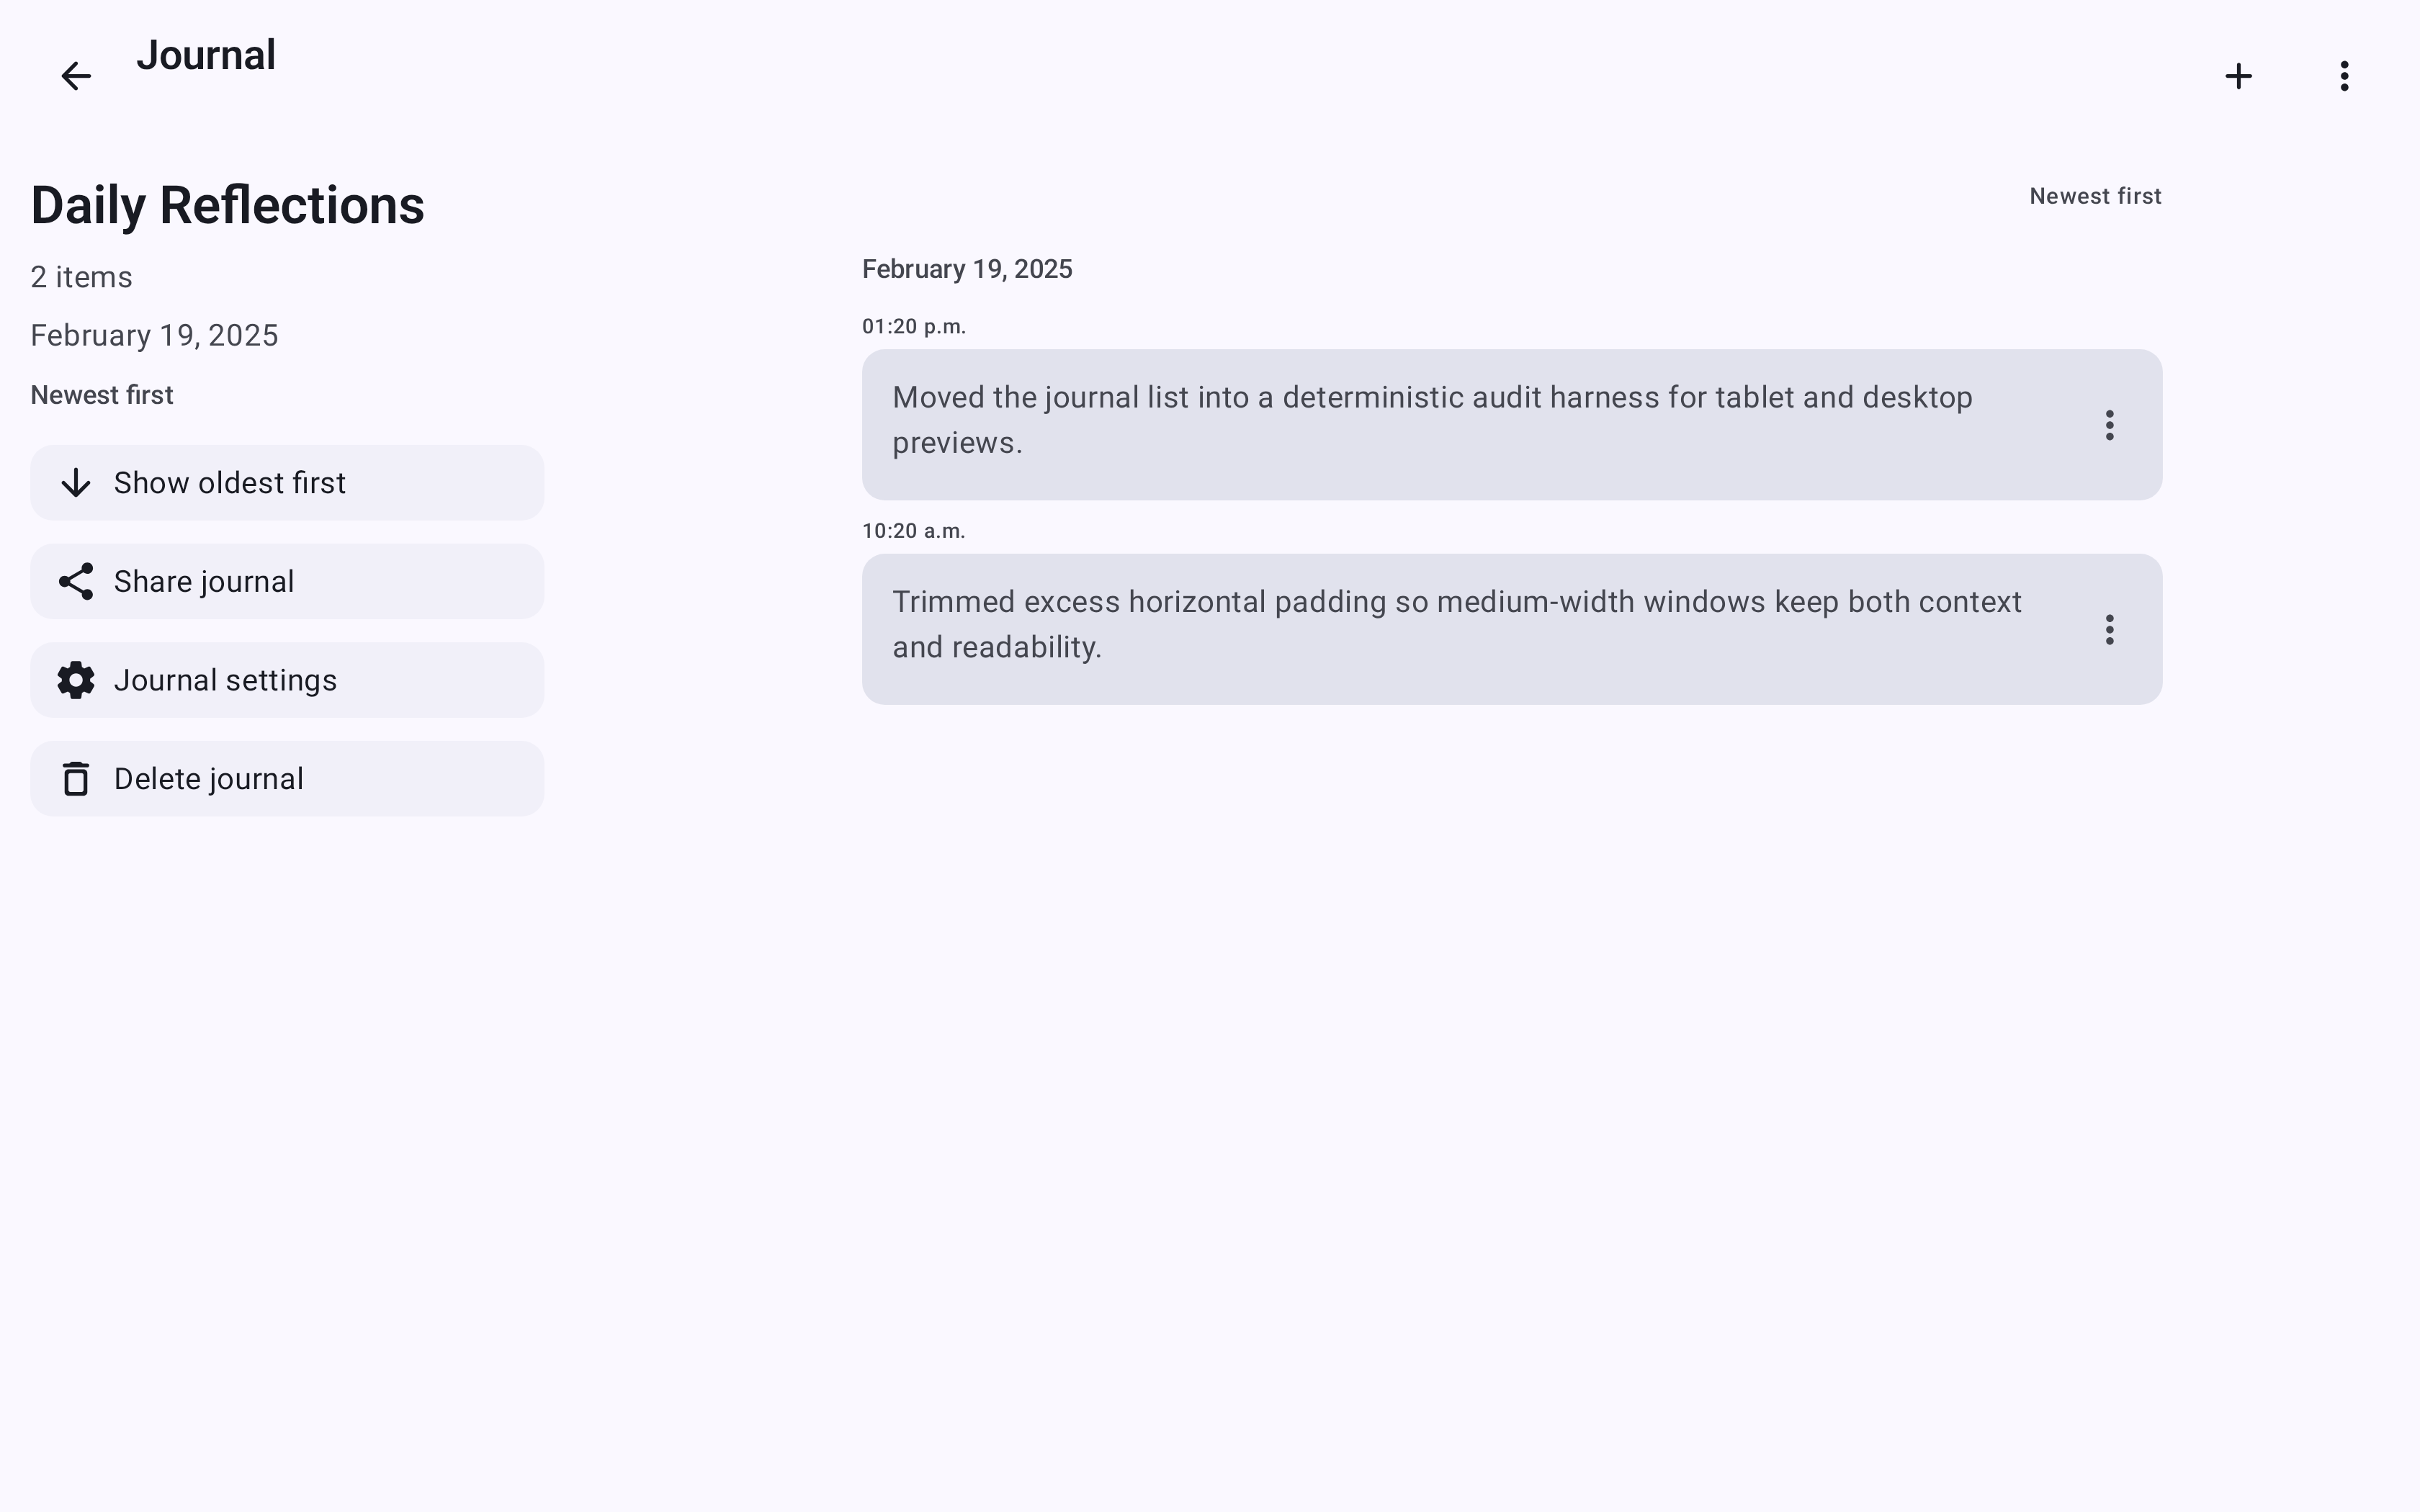 Journal
Daily Reflections
2 items
February 19, 2025
Newest first
Show oldest first
Share journal
Journal settings
Delete journal
Newest first
February 19, 2025
01:20 p.m.
Moved the journal list into a deterministic audit harness for tablet and desktop
previews.
10:20 a.m.
Trimmed excess horizontal padding so medium-width windows keep both context
and readability.